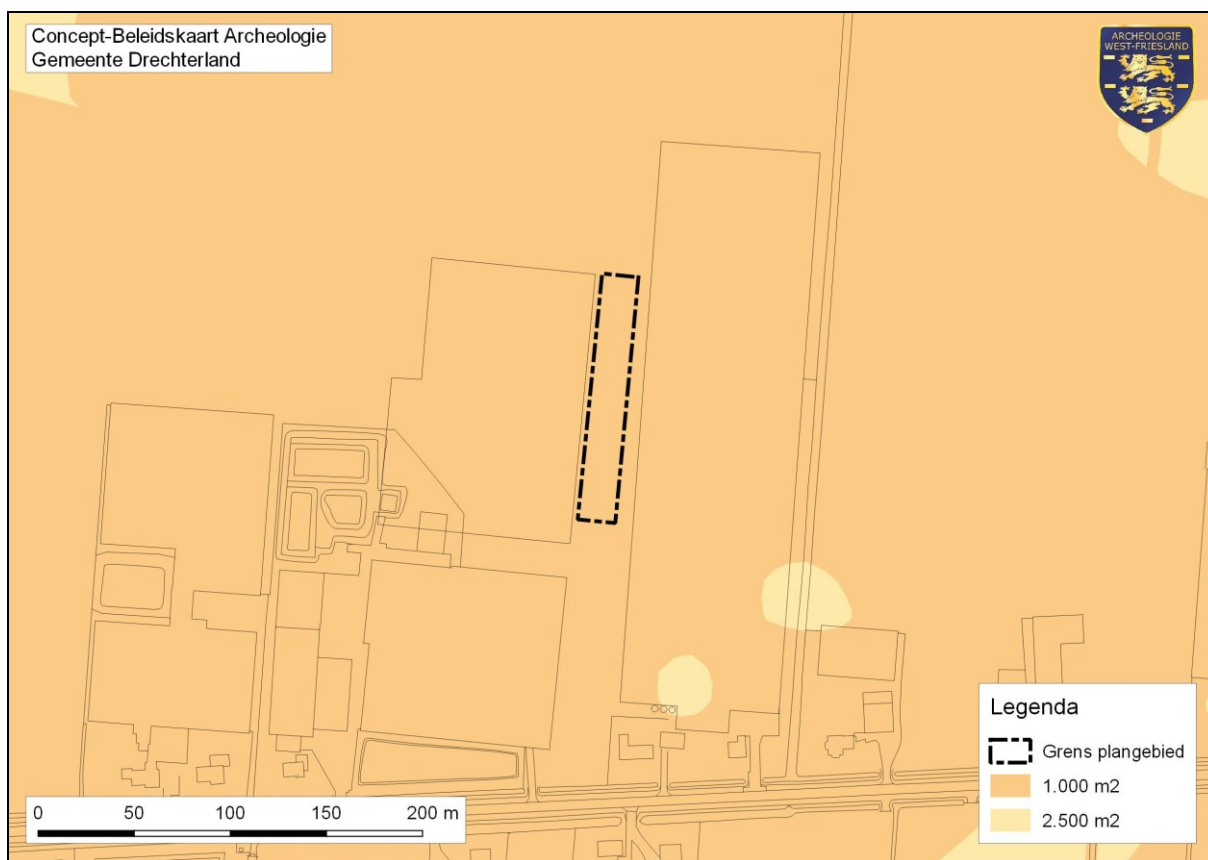 Concept-Beleidskaart Archeologie
Gemeente Drechterland
ARCHEOLOGIE
WEST-FRIESLAND
Legenda
Grens plangebied
1.000 m2
2.500 m2
0 50 100 150 200 m